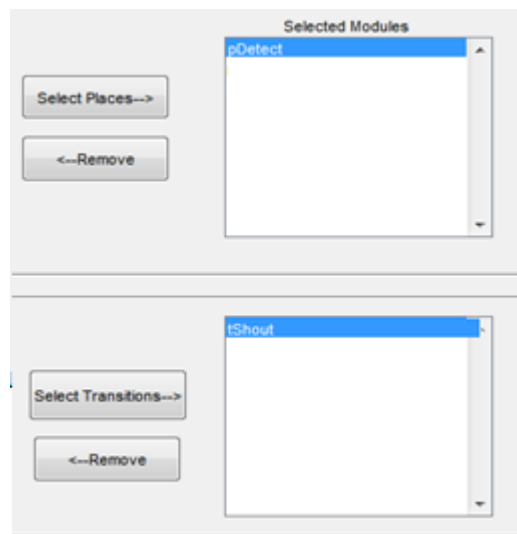 Selected Modules
pDetect
Select Places-->
<--Remove
tShout
Select Transitions-->
<--Remove